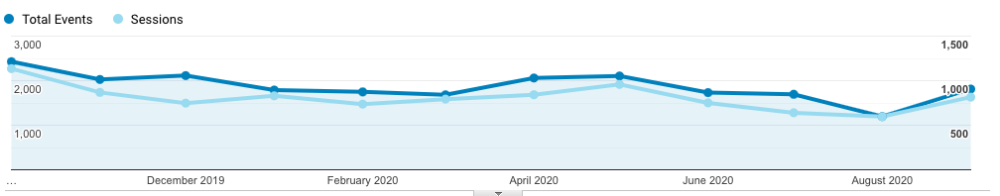 Total Events Sessions
3,000 1,500
2,000 1,000
1,000 500
... December 2019 February 2020 April 2020 June 2020 August 2020